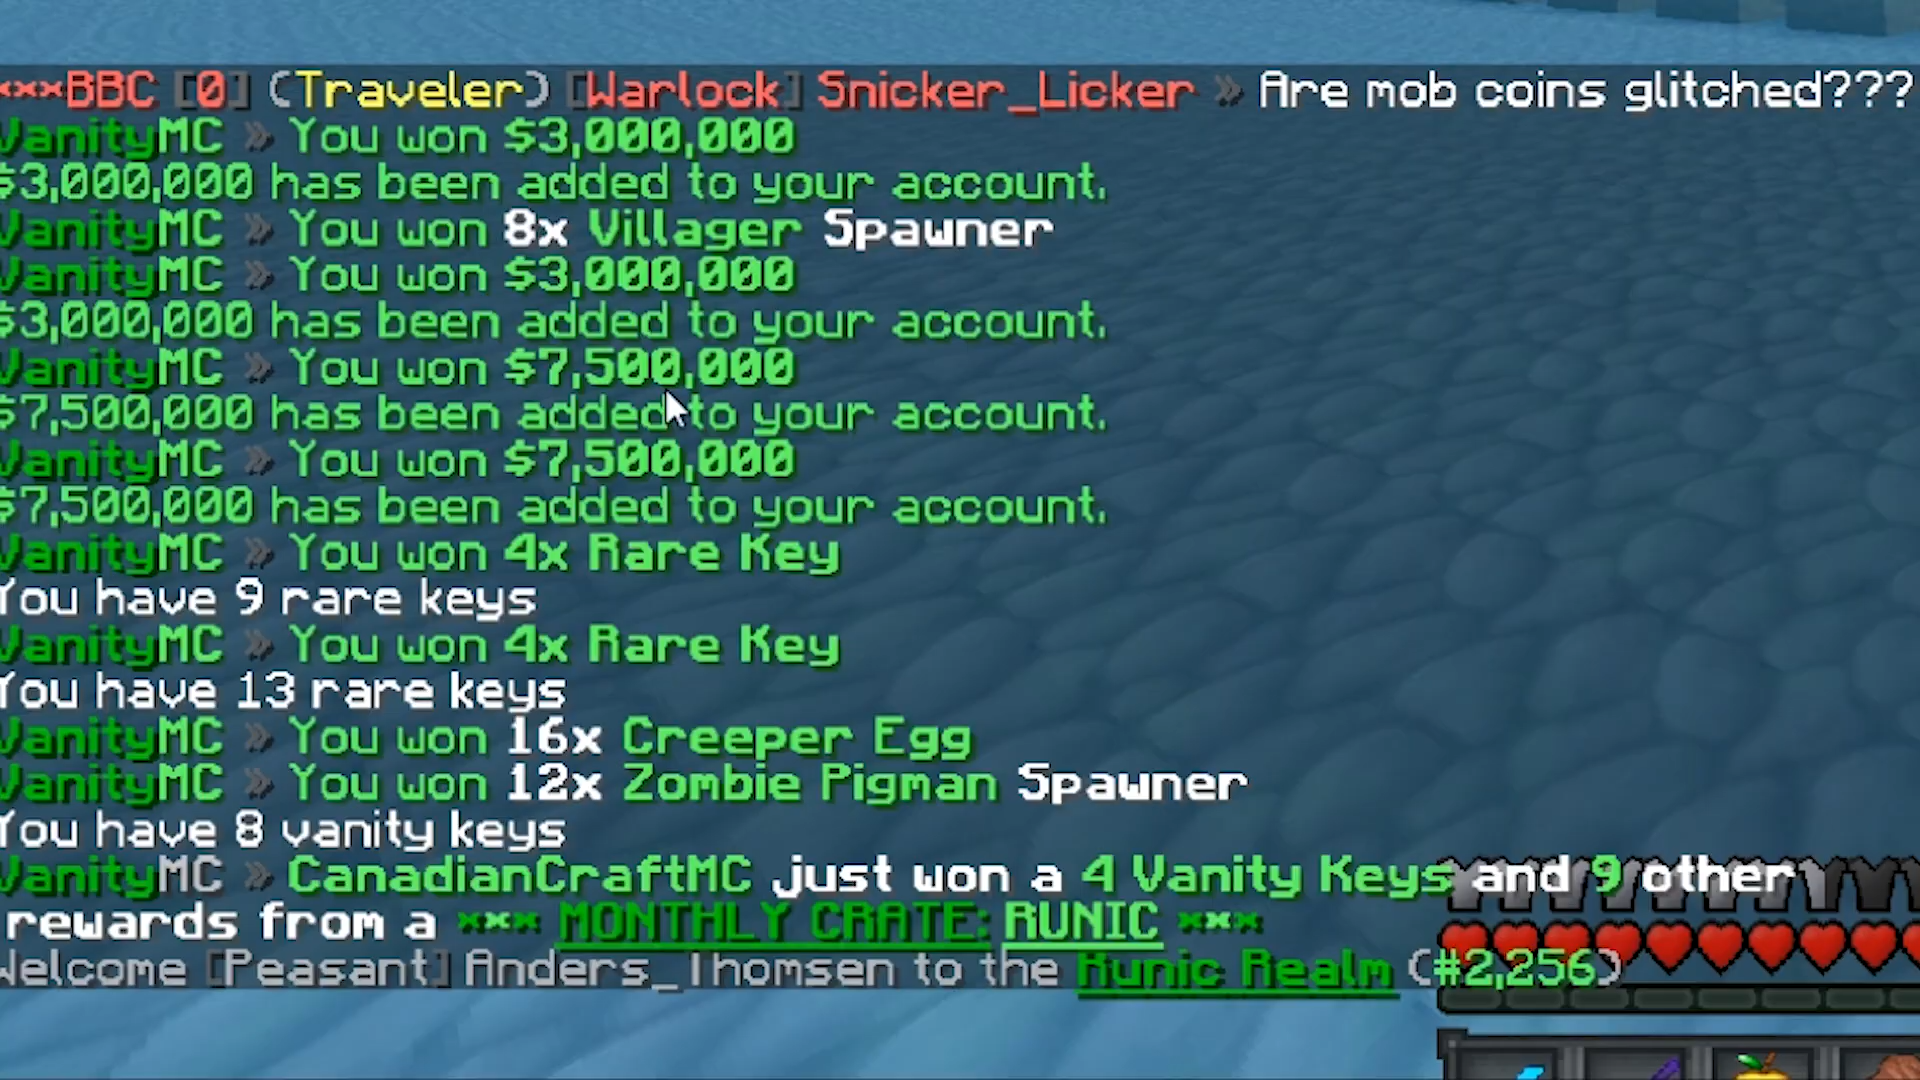 ***BBC [0] (Traveler) [Warlock] Snicker_Licker » Are mob coins glitched???
VanityMC » You won $3,000,000
$3,000,000 has been added to your account.
VanityMC » You won 8x Villager Spawner
VanityMC » You won $3,000,000
$3,000,000 has been added to your account.
VanityMC » You won $7,500,000
$7,500,000 has been added to your account.
VanityMC » You won $7,500,000
$7,500,000 has been added to your account.
VanityMC » You won 4x Rare Key
You have 9 rare keys
VanityMC » You won 4x Rare Key
You have 13 rare keys
VanityMC » You won 16x Creeper Egg
VanityMC » You won 12x Zombie Pigman Spawner
You have 8 vanity keys
VanityMC » CanadianCraftMC just won a 4 Vanity Keys and 9 other
rewards from a *** MONTHLY CRATE: RUNIC ***
Welcome [Peasant] Anders_Thomsen to the Runic Realm (#2,256)